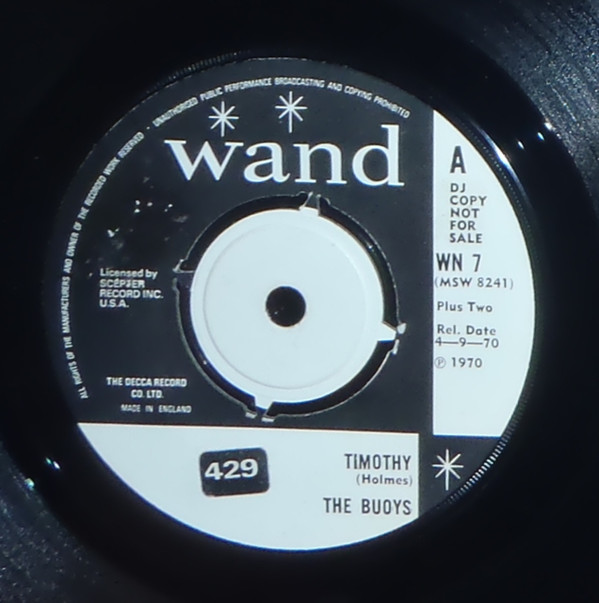 ALL RIGHTS OF THE MANUFACTURERS AND OWNER OF THE RECORDED WORK RESERVED · UNAUTHORISED PUBLIC PERFORMANCE BROADCASTING AND COPYING PROHIBITED
wand
A
DJ
COPY
NOT
FOR
SALE
WN 7
(MSW 8241)
Plus Two
Rel. Date
4—9—70
℗ 1970
Licensed by
SCEPTER
RECORD INC.
U.S.A.
THE DECCA RECORD
CO. LTD.
MADE IN ENGLAND
429
TIMOTHY
(Holmes)
THE BUOYS